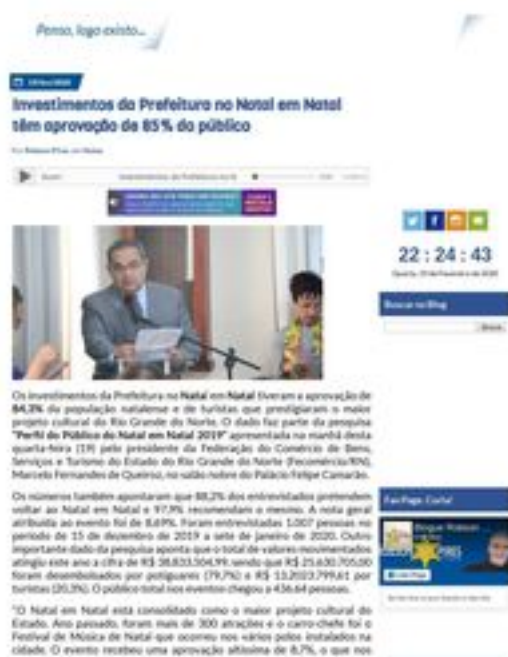 Penso, logo existo...
Investimentos da Prefeitura no Natal em Natal
têm aprovação de 85% do público
22 : 24 : 43
Buscar no Blog
Os investimentos da Prefeitura no Natal em Natal tiveram a aprovação de
84,3% da população natalense e de turistas que prestigiaram o maior
projeto cultural do Rio Grande do Norte. O dado faz parte da pesquisa
"Perfil do Público do Natal em Natal 2019" apresentada na manhã desta
quarta-feira (19) pelo presidente da Federação do Comércio de Bens,
Serviços e Turismo do Estado do Rio Grande do Norte (Fecomércio/RN),
Marcelo Fernandes de Queiroz, no salão nobre do Palácio Felipe Camarão.
Os números também apontaram que 88,2% dos entrevistados pretendem
voltar ao Natal em Natal e 97,9% recomendam o mesmo. A nota geral
atribuída ao evento foi de 8,69%. Foram entrevistadas 1.007 pessoas no
período de 15 de dezembro de 2019 a sete de janeiro de 2020. Outro
importante dado da pesquisa aponta que o total de valores movimentados
atingiu este ano a cifra de R$ sendo que R$ 25.630.705,00
foram desembolsados por potiguares (79,7%) e R$ por
turistas (20,3%). O público total nos eventos chegou a 436.64 pessoas.
"O Natal em Natal está consolidado como o maior projeto cultural do
Estado. Ano passado, foram mais de 300 atrações e o carro-chefe foi o
Festival de Música de Natal que ocorreu nos vários polos instalados na
cidade. O evento recebeu uma aprovação altíssima de 8,7%, o que nos
Fan Page. Curta!